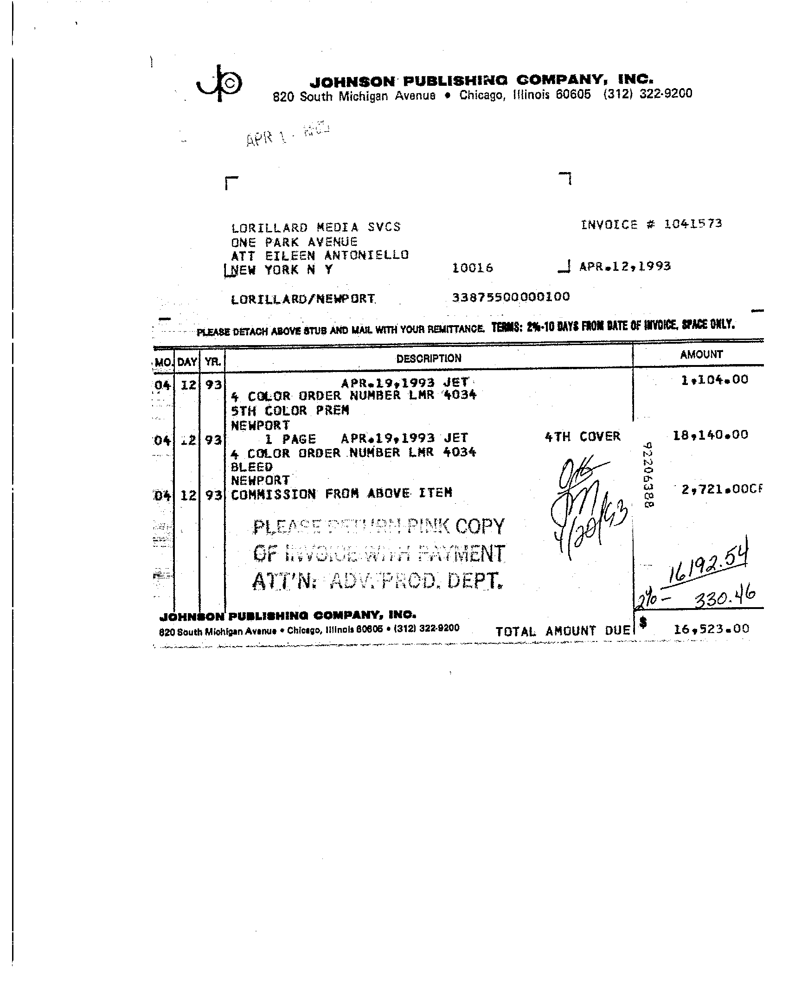 JPC JOHNSON PUBLISHING COMPANY, INC.
820 South Michigan Avenue • Chicago, Illinois 60605 (312) 322-9200
APR 1
LORILLARD MEDIA SVCS INVOICE # 1041573
ONE PARK AVENUE
ATT EILEEN ANTONIELLO
NEW YORK N Y 10016 APR.12,1993
LORILLARD/NEWPORT 33875500000100
PLEASE DETACH ABOVE STUB AND MAIL WITH YOUR REMITTANCE. TERMS: 2%-10 DAYS FROM DATE OF INVOICE, SPACE ONLY.
MO. DAY YR. DESCRIPTION AMOUNT
04 12 93 APR.19,1993 JET 1,104.00
4 COLOR ORDER NUMBER LMR 4034
5TH COLOR PREM
NEWPORT
04 12 93 1 PAGE APR.19,1993 JET 4TH COVER 18,140.00
4 COLOR ORDER NUMBER LMR 4034
BLEED
NEWPORT
04 12 93 COMMISSION FROM ABOVE ITEM 2,721.00CR
92206388
4/20/93
PLEASE RETURN PINK COPY
OF INVOICE WITH PAYMENT
ATT'N: ADV. PROD. DEPT.
16192.54
2% - 330.46
JOHNSON PUBLISHING COMPANY, INC.
820 South Michigan Avenue • Chicago, Illinois 60605 • (312) 322-9200
TOTAL AMOUNT DUE $ 16,523.00